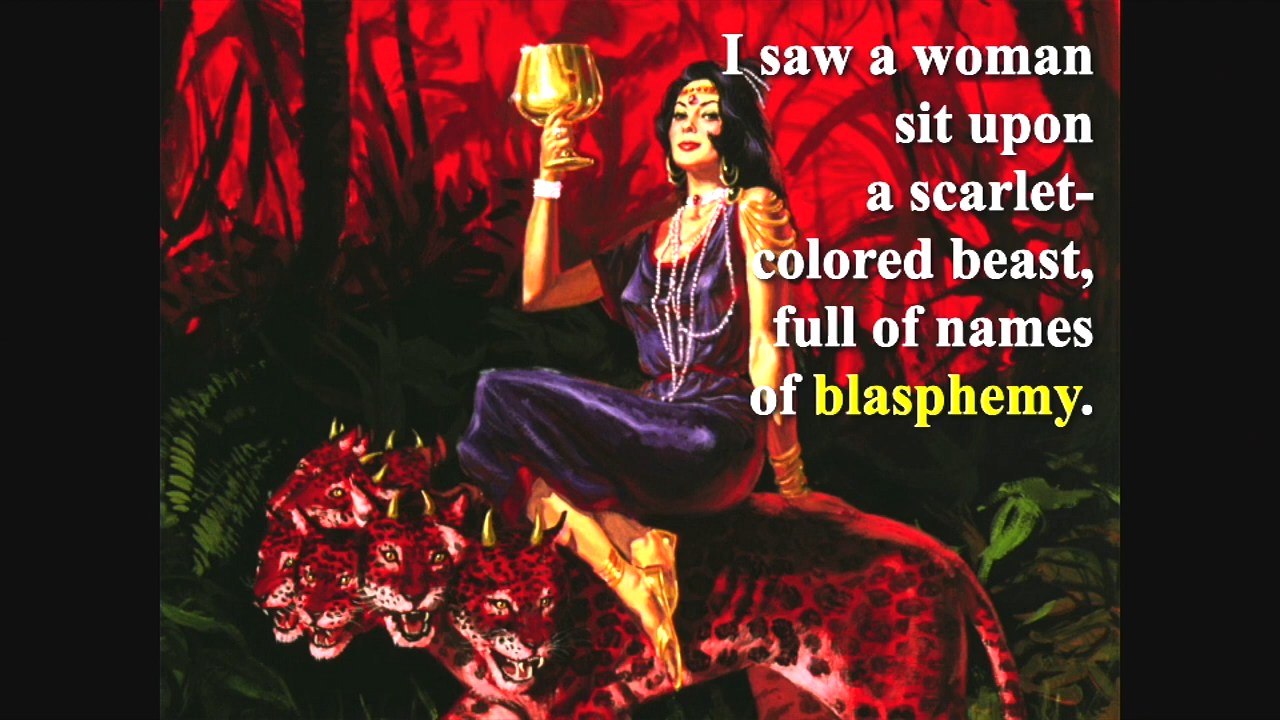 I saw a woman
sit upon
a scarlet-
colored beast,
full of names
of blasphemy.